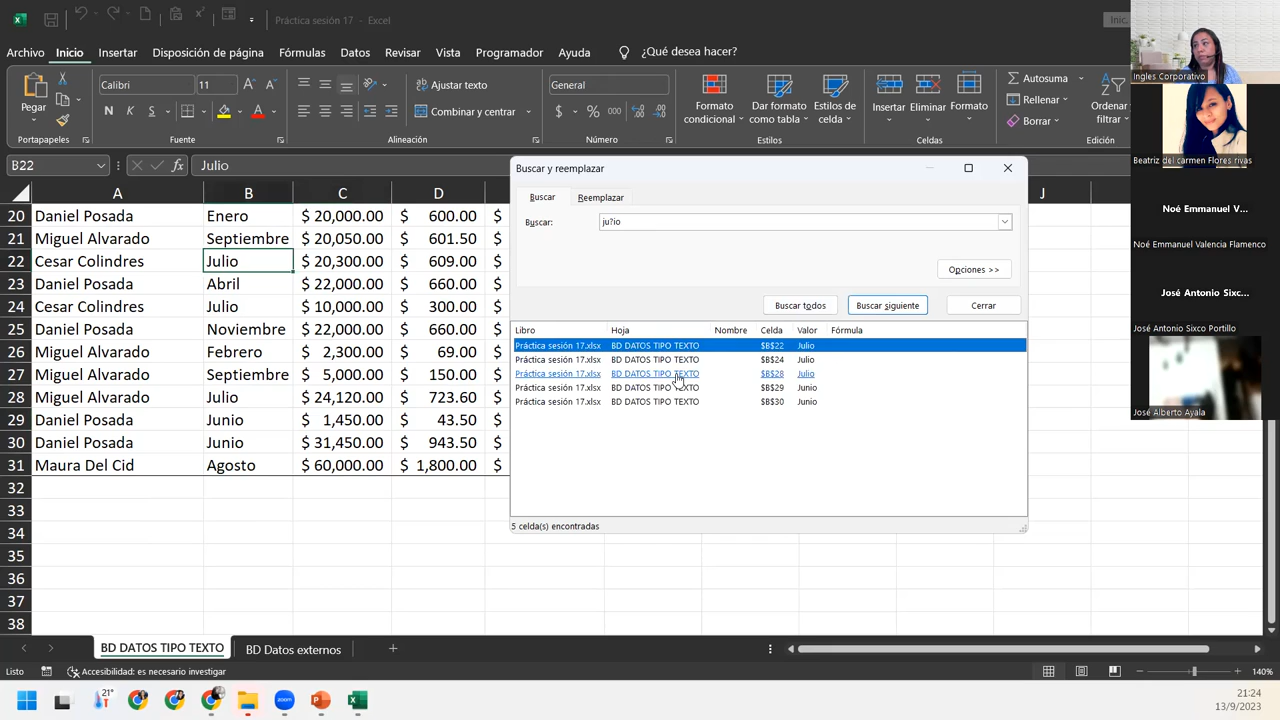 Práctica sesión 17 - Excel
Inic
Archivo Inicio Insertar Disposición de página Fórmulas Datos Revisar Vista Programador Ayuda ¿Qué desea hacer?
Pegar
Calibri 11
N K S
Ajustar texto
Combinar y centrar
General
$ % 000
Formato condicional
Dar formato como tabla
Estilos de celda
Insertar Eliminar Formato
Autosuma
Rellenar
Borrar
Ordenar filtrar
Portapapeles Fuente Alineación Número Estilos Celdas Edición
B22 fx Julio
A B C D J
20 Daniel Posada Enero $ 20,000.00 $ 600.00 $
21 Miguel Alvarado Septiembre $ 20,050.00 $ 601.50 $
22 Cesar Colindres Julio $ 20,300.00 $ 609.00 $
23 Daniel Posada Abril $ 22,000.00 $ 660.00 $
24 Cesar Colindres Julio $ 10,000.00 $ 300.00 $
25 Daniel Posada Noviembre $ 22,000.00 $ 660.00 $
26 Miguel Alvarado Febrero $ 2,300.00 $ 69.00 $
27 Miguel Alvarado Septiembre $ 5,000.00 $ 150.00 $
28 Miguel Alvarado Julio $ 24,120.00 $ 723.60 $
29 Daniel Posada Junio $ 1,450.00 $ 43.50 $
30 Daniel Posada Junio $ 31,450.00 $ 943.50 $
31 Maura Del Cid Agosto $ 60,000.00 $ 1,800.00 $
32
33
34
35
36
37
38
Buscar y reemplazar
Buscar Reemplazar
Buscar: ju?io
Opciones >>
Buscar todos Buscar siguiente Cerrar
Libro Hoja Nombre Celda Valor Fórmula
Práctica sesión 17.xlsx BD DATOS TIPO TEXTO $B$22 Julio
Práctica sesión 17.xlsx BD DATOS TIPO TEXTO $B$24 Julio
Práctica sesión 17.xlsx BD DATOS TIPO TEXTO $B$28 Julio
Práctica sesión 17.xlsx BD DATOS TIPO TEXTO $B$29 Junio
Práctica sesión 17.xlsx BD DATOS TIPO TEXTO $B$30 Junio
5 celda(s) encontradas
Ingles Corporativo
Beatriz del carmen Flores rivas
Noé Emmanuel V...
Noé Emmanuel Valencia Flamenco
José Antonio Sixc...
José Antonio Sixco Portillo
José Alberto Ayala
BD DATOS TIPO TEXTO BD Datos externos
Listo Accesibilidad: es necesario investigar 140%
21°
zoom
21:24
13/9/2023